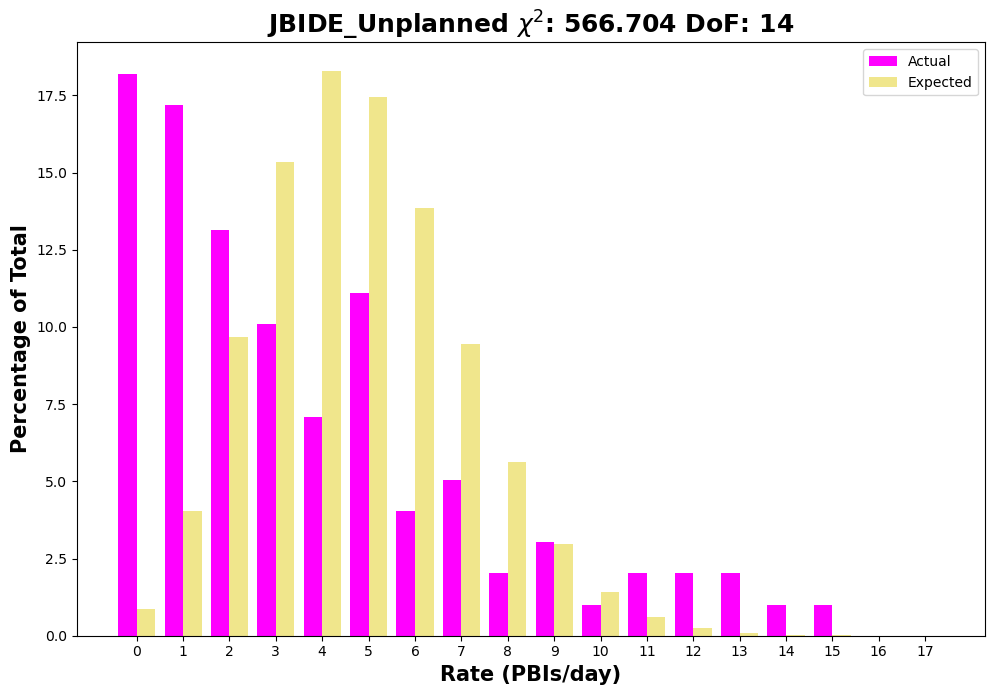 JBIDE_Unplanned χ²: 566.704 DoF: 14
Actual
Expected
Percentage of Total
17.5
15.0
12.5
10.0
7.5
5.0
2.5
0.0
0 1 2 3 4 5 6 7 8 9 10 11 12 13 14 15 16 17
Rate (PBIs/day)